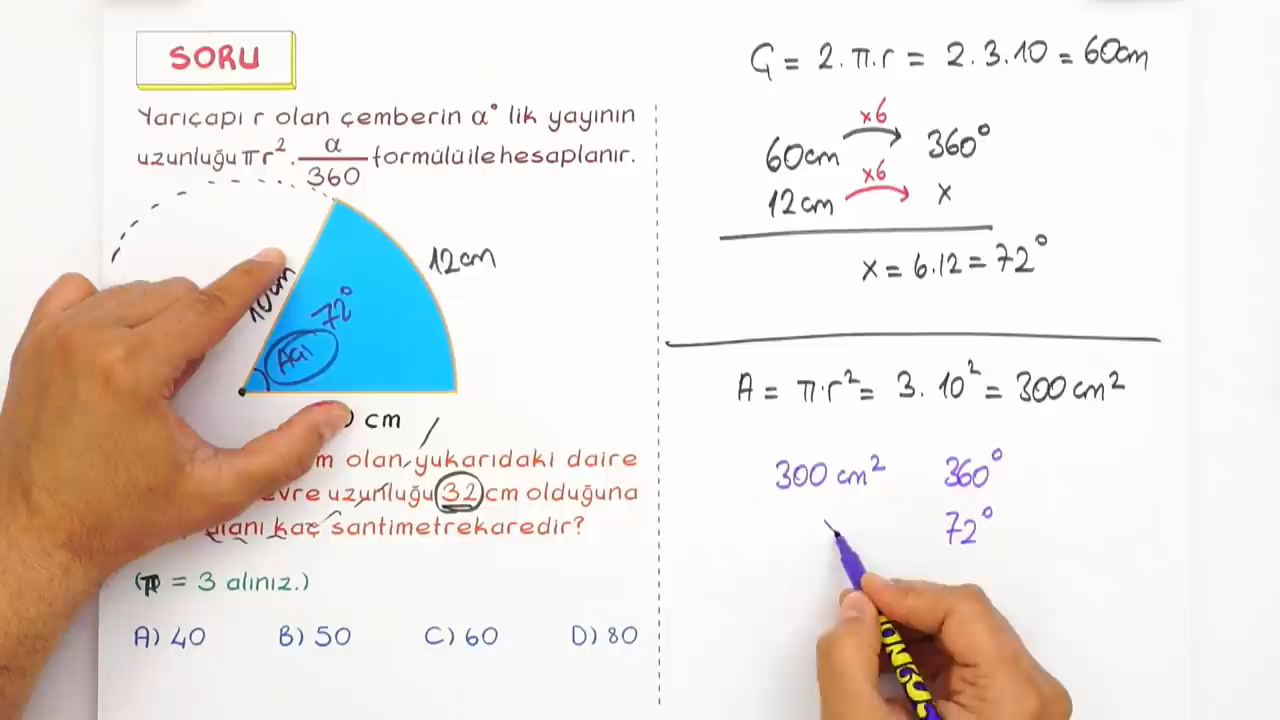 SORU
Yarıçapı r olan çemberin α° lik yayının
uzunluğu πr². α/360 formülü ile hesaplanır.
10cm
12cm
72°
Açı
cm
m olan yukarıdaki daire
evre uzunluğu 32 cm olduğuna
alanı kaç santimetrekaredir?
(π = 3 alınız.)
A) 40 B) 50 C) 60 D) 80
Ç = 2.π.r = 2.3.10 = 60cm
x6
60cm 360°
x6
12cm x
x = 6.12 = 72°
A = π.r² = 3.10² = 300 cm²
300 cm² 360°
72°